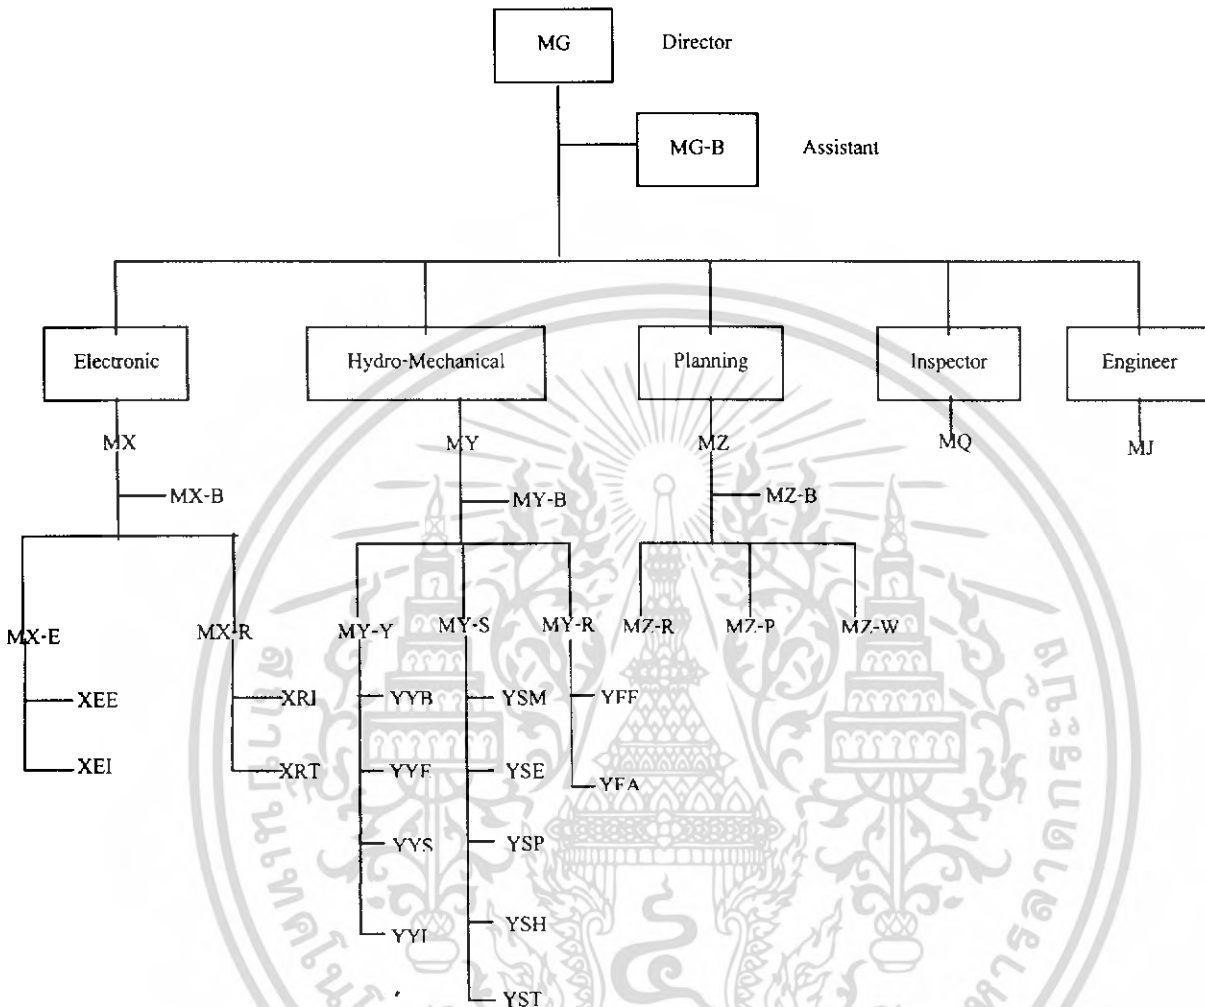 MG Director
MG-B Assistant
Electronic Hydro-Mechanical Planning Inspector Engineer
MX MY MZ MQ MJ
MX-B MY-B MZ-B
MX-E MX-R MY-Y MY-S MY-R MZ-R MZ-P MZ-W
XEE XRI YYB YSM YFF
XEI XRT YYF YSE YFA
YYS YSP
YYI YSH
YST